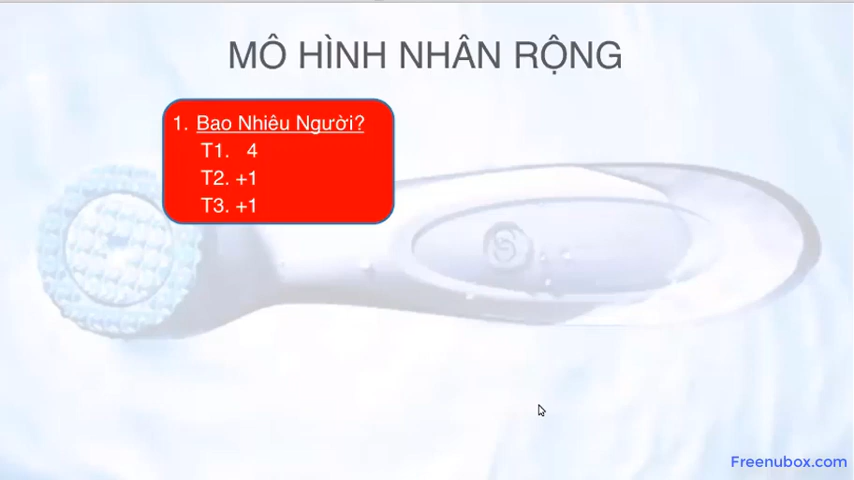 MÔ HÌNH NHÂN RỘNG
1. Bao Nhiêu Người?
T1. 4
T2. +1
T3. +1
Freenubox.com